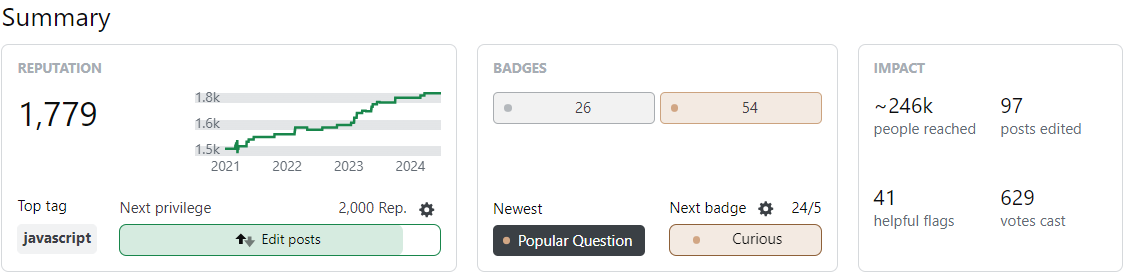 Summary
REPUTATION
1,779
1.8k
1.6k
1.5k
2021 2022 2023 2024
Top tag
javascript
Next privilege 2,000 Rep.
Edit posts
BADGES
26 54
Newest
Popular Question
Next badge 24/5
Curious
IMPACT
~246k
people reached
97
posts edited
41
helpful flags
629
votes cast